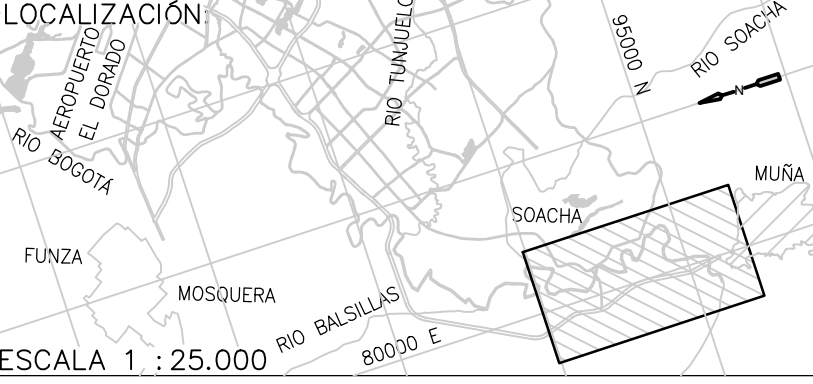 LOCALIZACIÓN:
AEROPUERTO
EL DORADO
RIO TUNJUELO
95000 N
RIO SOACHA
N
RIO BOGOTÁ
MUÑA
SOACHA
FUNZA
MOSQUERA
RIO BALSILLAS
80000 E
ESCALA 1 : 25.000